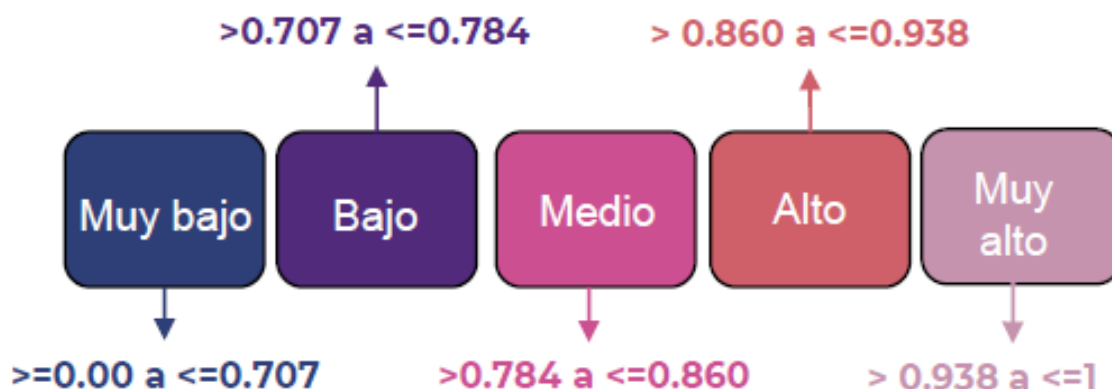 >0.707 a <=0.784
> 0.860 a <=0.938
Muy bajo
Bajo
Medio
Alto
Muy
alto
>=0.00 a <=0.707
>0.784 a <=0.860
> 0.938 a <=1